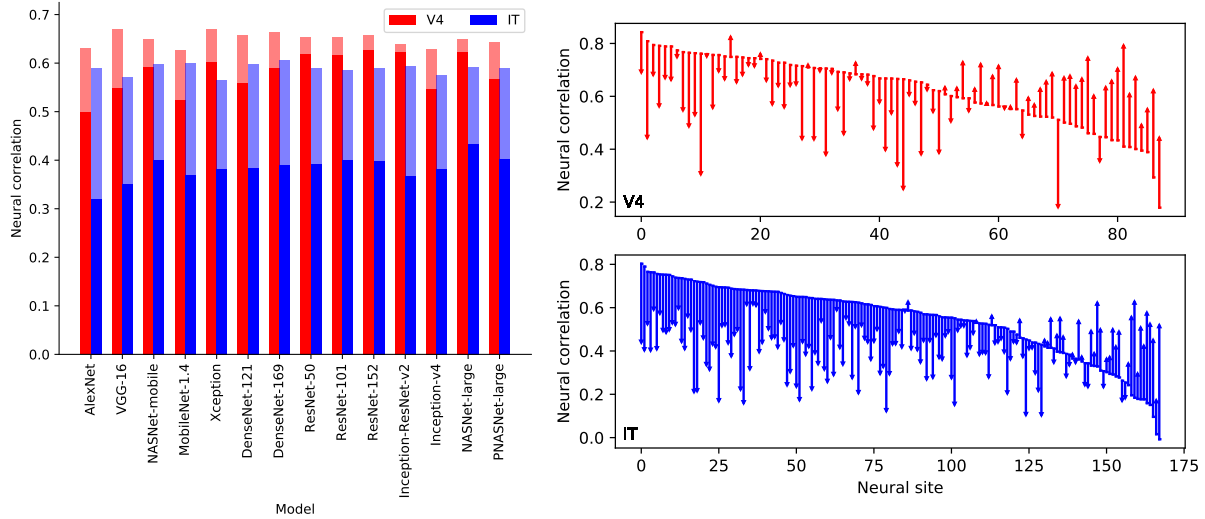 V4 IT
Neural correlation
0.7
0.6
0.5
0.4
0.3
0.2
0.1
0.0
AlexNet
VGG-16
NASNet-mobile
MobileNet-1.4
Xception
DenseNet-121
DenseNet-169
ResNet-50
ResNet-101
ResNet-152
Inception-ResNet-v2
Inception-v4
NASNet-large
PNASNet-large
Model
Neural correlation
0.8
0.6
0.4
0.2
V4
0 20 40 60 80
Neural correlation
0.8
0.6
0.4
0.2
0.0
IT
0 25 50 75 100 125 150 175
Neural site